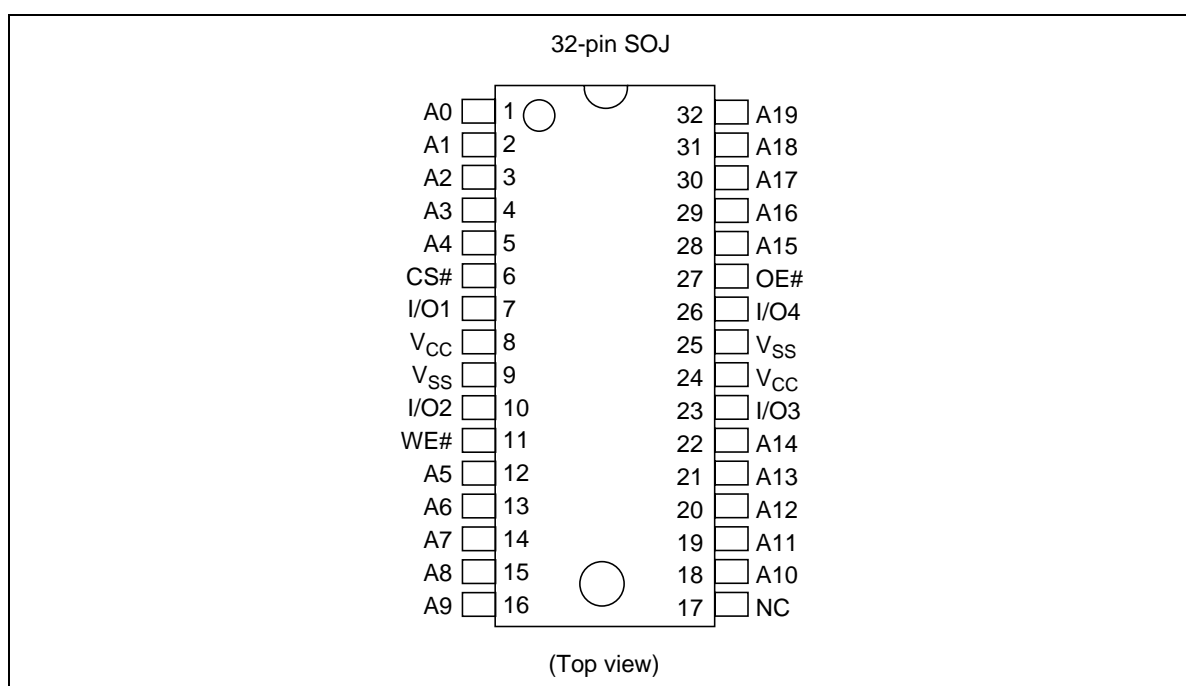 32-pin SOJ
A0 1 32 A19
A1 2 31 A18
A2 3 30 A17
A3 4 29 A16
A4 5 28 A15
CS# 6 27 OE#
I/O1 7 26 I/O4
VCC 8 25 VSS
VSS 9 24 VCC
I/O2 10 23 I/O3
WE# 11 22 A14
A5 12 21 A13
A6 13 20 A12
A7 14 19 A11
A8 15 18 A10
A9 16 17 NC
(Top view)